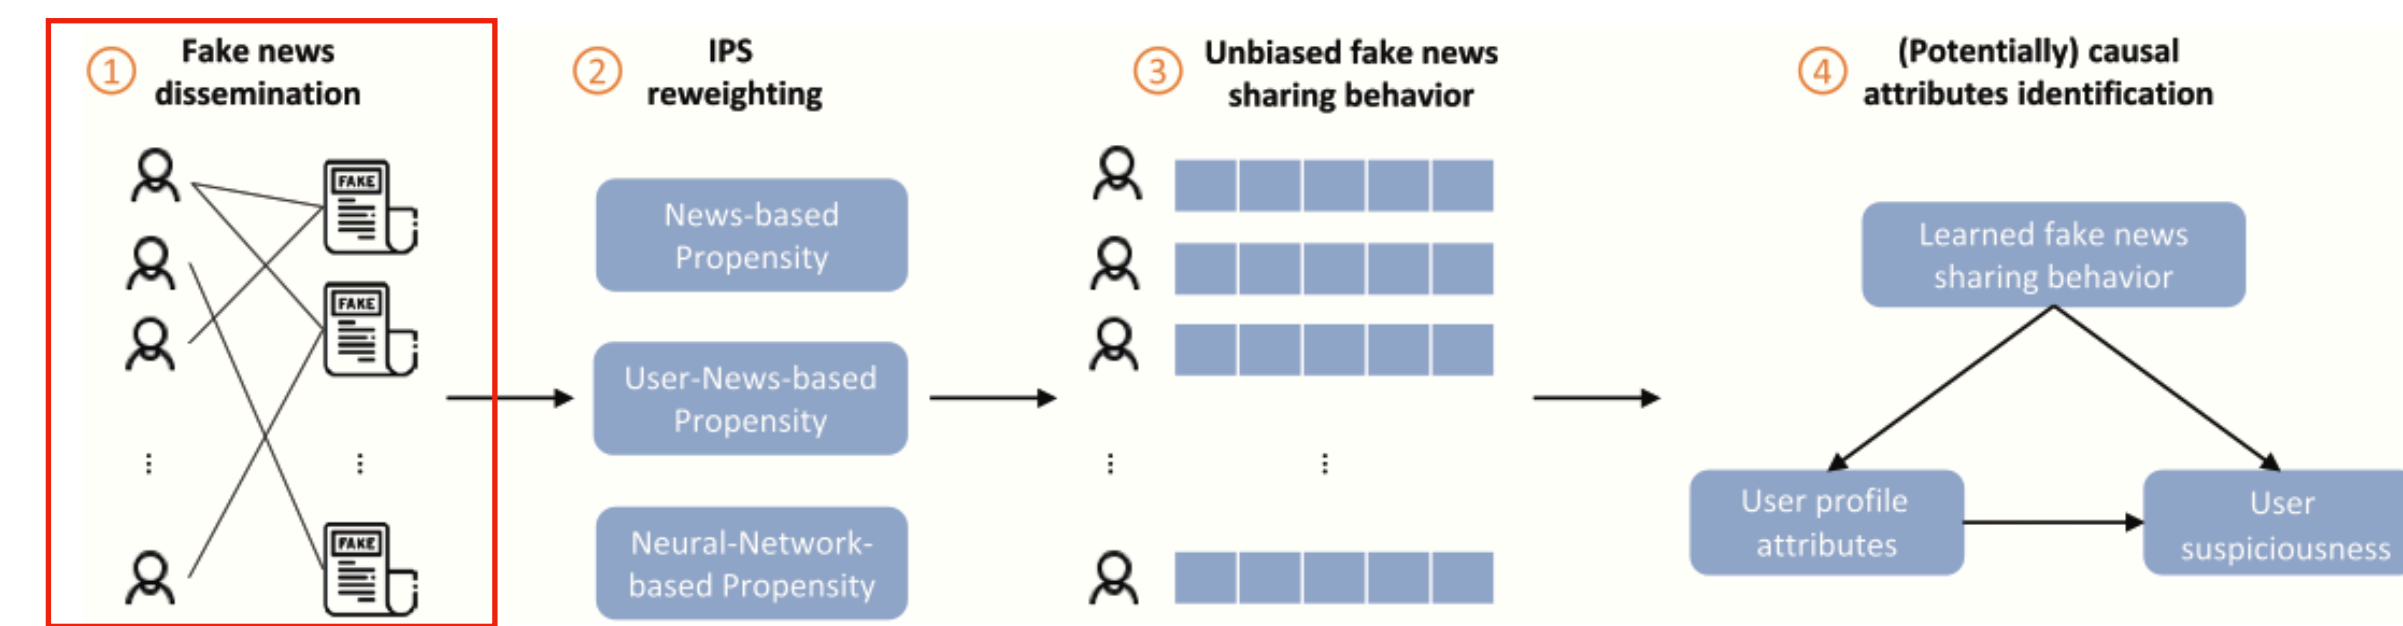 ① Fake news
dissemination
FAKE
FAKE
⋮
⋮
FAKE
② IPS
reweighting
News-based
Propensity
User-News-based
Propensity
Neural-Network-
based Propensity
③ Unbiased fake news
sharing behavior
⋮
⋮
④ (Potentially) causal
attributes identification
Learned fake news
sharing behavior
User profile
attributes
User
suspiciousness